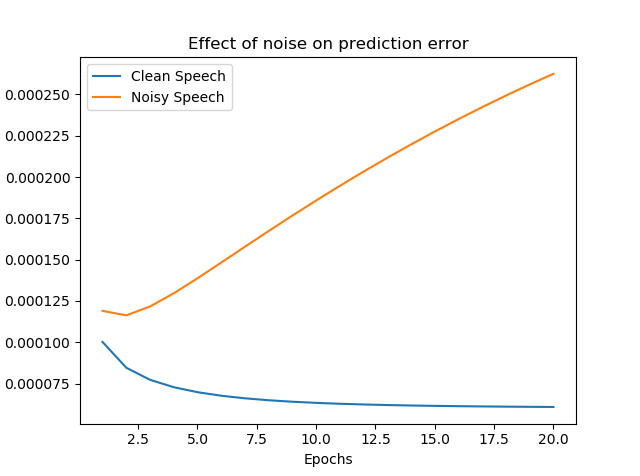 Effect of noise on prediction error
Clean Speech
Noisy Speech
0.000250
0.000225
0.000200
0.000175
0.000150
0.000125
0.000100
0.000075
2.5 5.0 7.5 10.0 12.5 15.0 17.5 20.0
Epochs